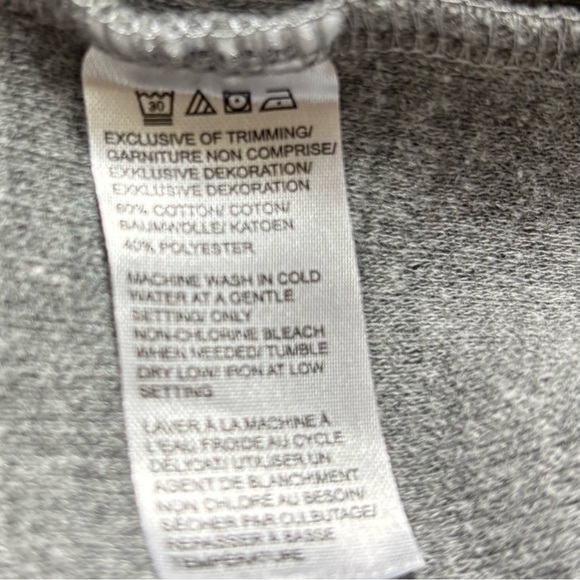 30
EXCLUSIVE OF TRIMMING/
GARNITURE NON COMPRISE/
EXKLUSIVE DEKORATION/
EXKLUSIVE DEKORATION
60% COTTON/ COTON/
BAUMWOLLE/ KATOEN
40% POLYESTER
MACHINE WASH IN COLD
WATER AT A GENTLE
SETTING/ ONLY
NON-CHLORINE BLEACH
WHEN NEEDED/ TUMBLE
DRY LOW/ IRON AT LOW
SETTING
LAVER À LA MACHINE À
L'EAU FROIDE AU CYCLE
DÉLICAT/ UTILISER UN
AGENT DE BLANCHIMENT
NON CHLORÉ AU BESOIN/
SÉCHER PAR CULBUTAGE/
REPASSER À BASSE
TEMPÉRATURE